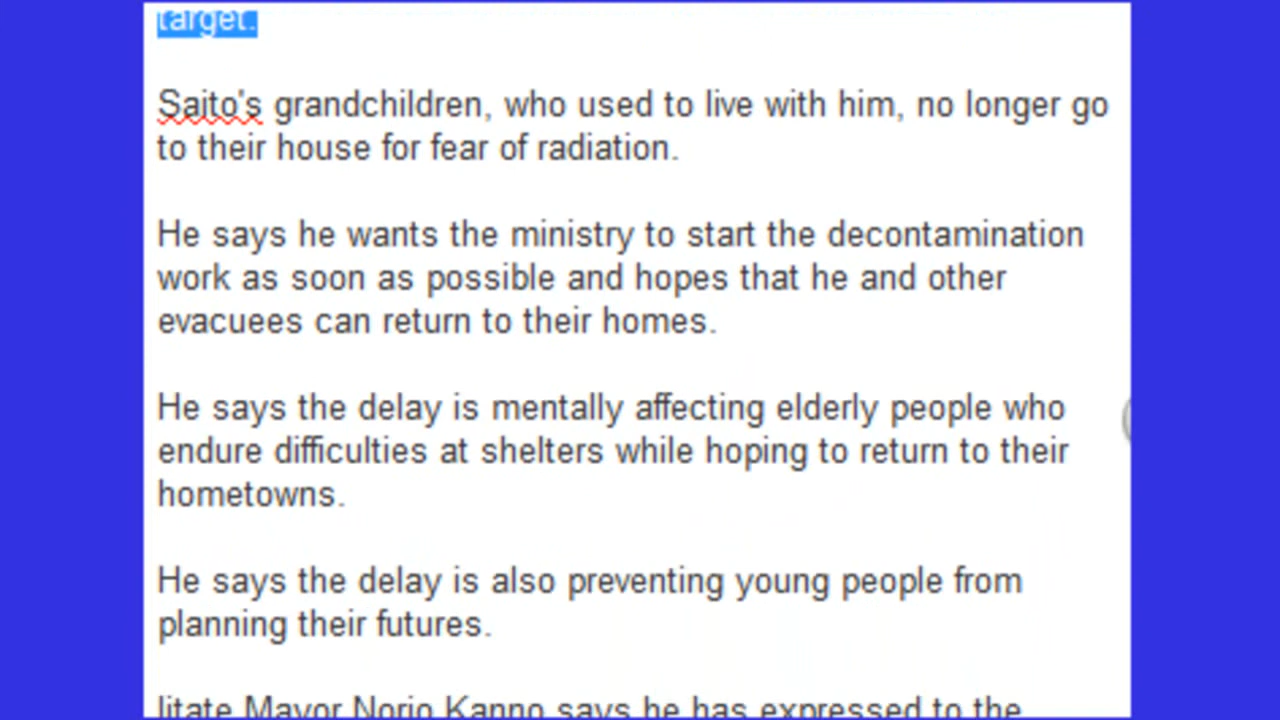 target.
Saito's grandchildren, who used to live with him, no longer go
to their house for fear of radiation.
He says he wants the ministry to start the decontamination
work as soon as possible and hopes that he and other
evacuees can return to their homes.
He says the delay is mentally affecting elderly people who
endure difficulties at shelters while hoping to return to their
hometowns.
He says the delay is also preventing young people from
planning their futures.
Iitate Mayor Norio Kanno says he has expressed to the